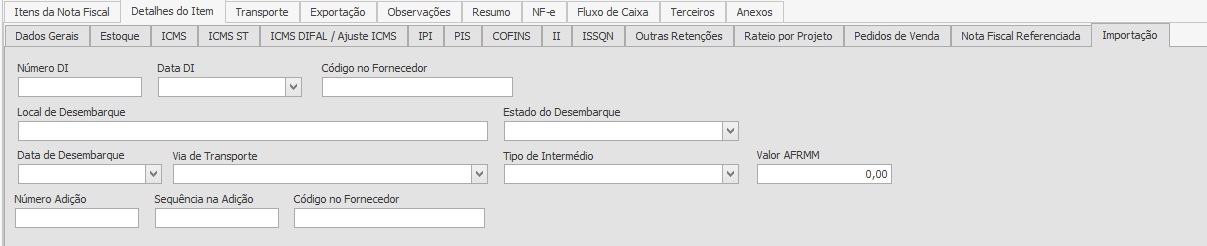 Itens da Nota Fiscal Detalhes do Item Transporte Exportação Observações Resumo NF-e Fluxo de Caixa Terceiros Anexos
Dados Gerais Estoque ICMS ICMS ST ICMS DIFAL / Ajuste ICMS IPI PIS COFINS II ISSQN Outras Retenções Rateio por Projeto Pedidos de Venda Nota Fiscal Referenciada Importação
Número DI Data DI Código no Fornecedor
Local de Desembarque Estado do Desembarque
Data de Desembarque Via de Transporte Tipo de Intermédio Valor AFRMM
0,00
Número Adição Sequência na Adição Código no Fornecedor